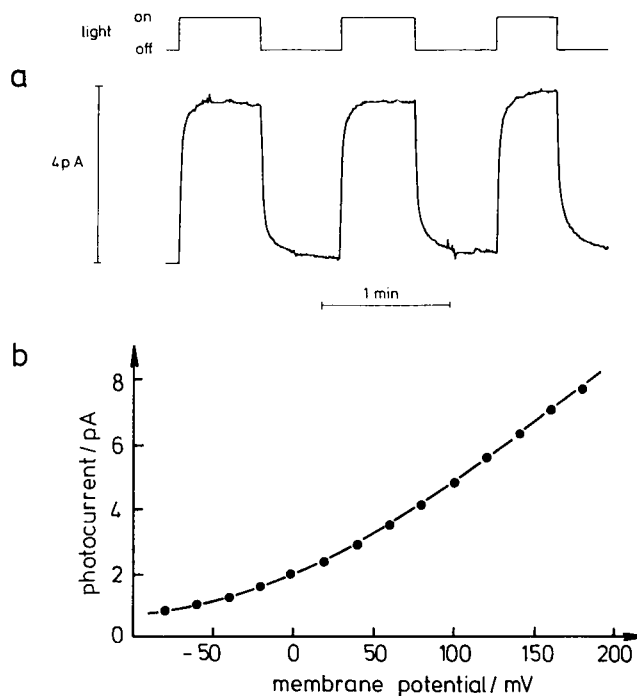 on
light
off
a
4pA
1 min
b
photocurrent/pA
8
6
4
2
0
-50 0 50 100 150 200
membrane potential/mV